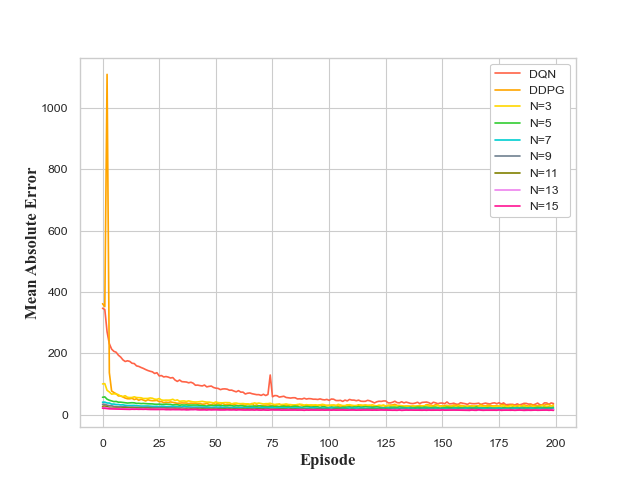 1000
800
600
400
200
0
Mean Absolute Error
0 25 50 75 100 125 150 175 200
Episode
DQN
DDPG
N=3
N=5
N=7
N=9
N=11
N=13
N=15